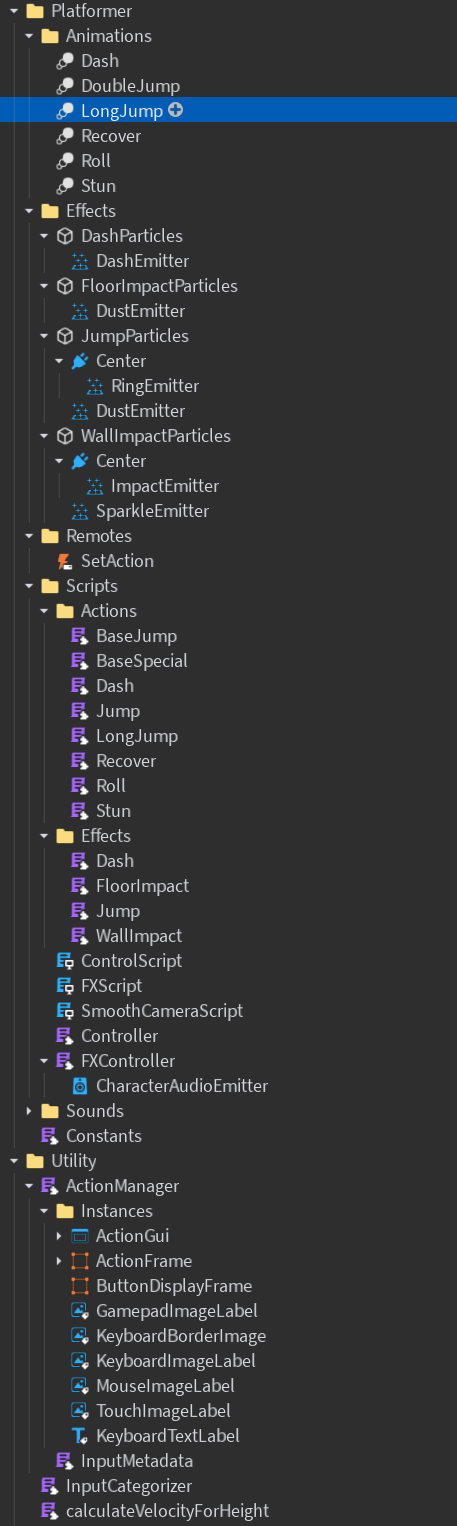 Platformer
Animations
Dash
DoubleJump
LongJump
Recover
Roll
Stun
Effects
DashParticles
DashEmitter
FloorImpactParticles
DustEmitter
JumpParticles
Center
RingEmitter
DustEmitter
WallImpactParticles
Center
ImpactEmitter
SparkleEmitter
Remotes
SetAction
Scripts
Actions
BaseJump
BaseSpecial
Dash
Jump
LongJump
Recover
Roll
Stun
Effects
Dash
FloorImpact
Jump
WallImpact
ControlScript
FXScript
SmoothCameraScript
Controller
FXController
CharacterAudioEmitter
Sounds
Constants
Utility
ActionManager
Instances
ActionGui
ActionFrame
ButtonDisplayFrame
GamepadImageLabel
KeyboardBorderImage
KeyboardImageLabel
MouseImageLabel
TouchImageLabel
KeyboardTextLabel
InputMetadata
InputCategorizer
calculateVelocityForHeight